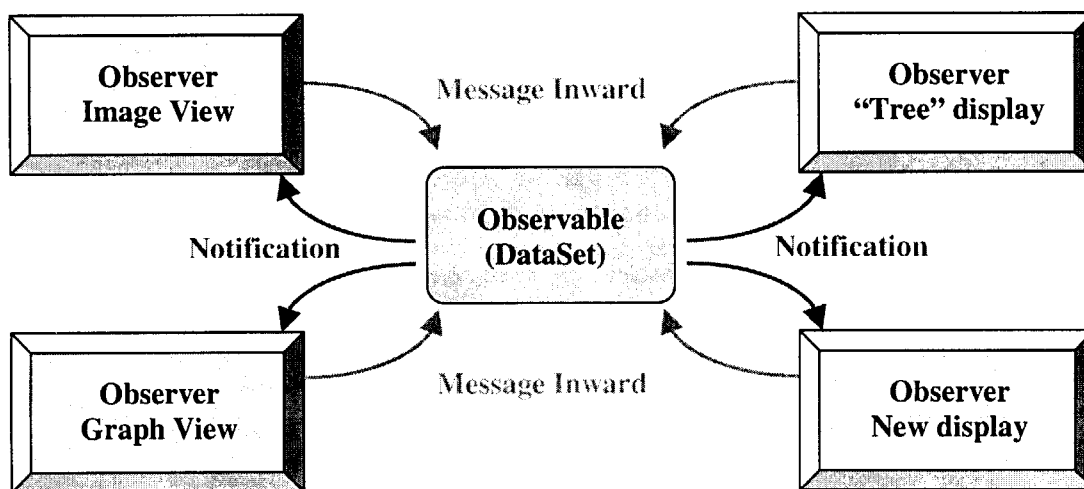 Observer
Image View
Message Inward
Observer
“Tree” display
Notification
Observable
(DataSet)
Notification
Observer
Graph View
Message Inward
Observer
New display